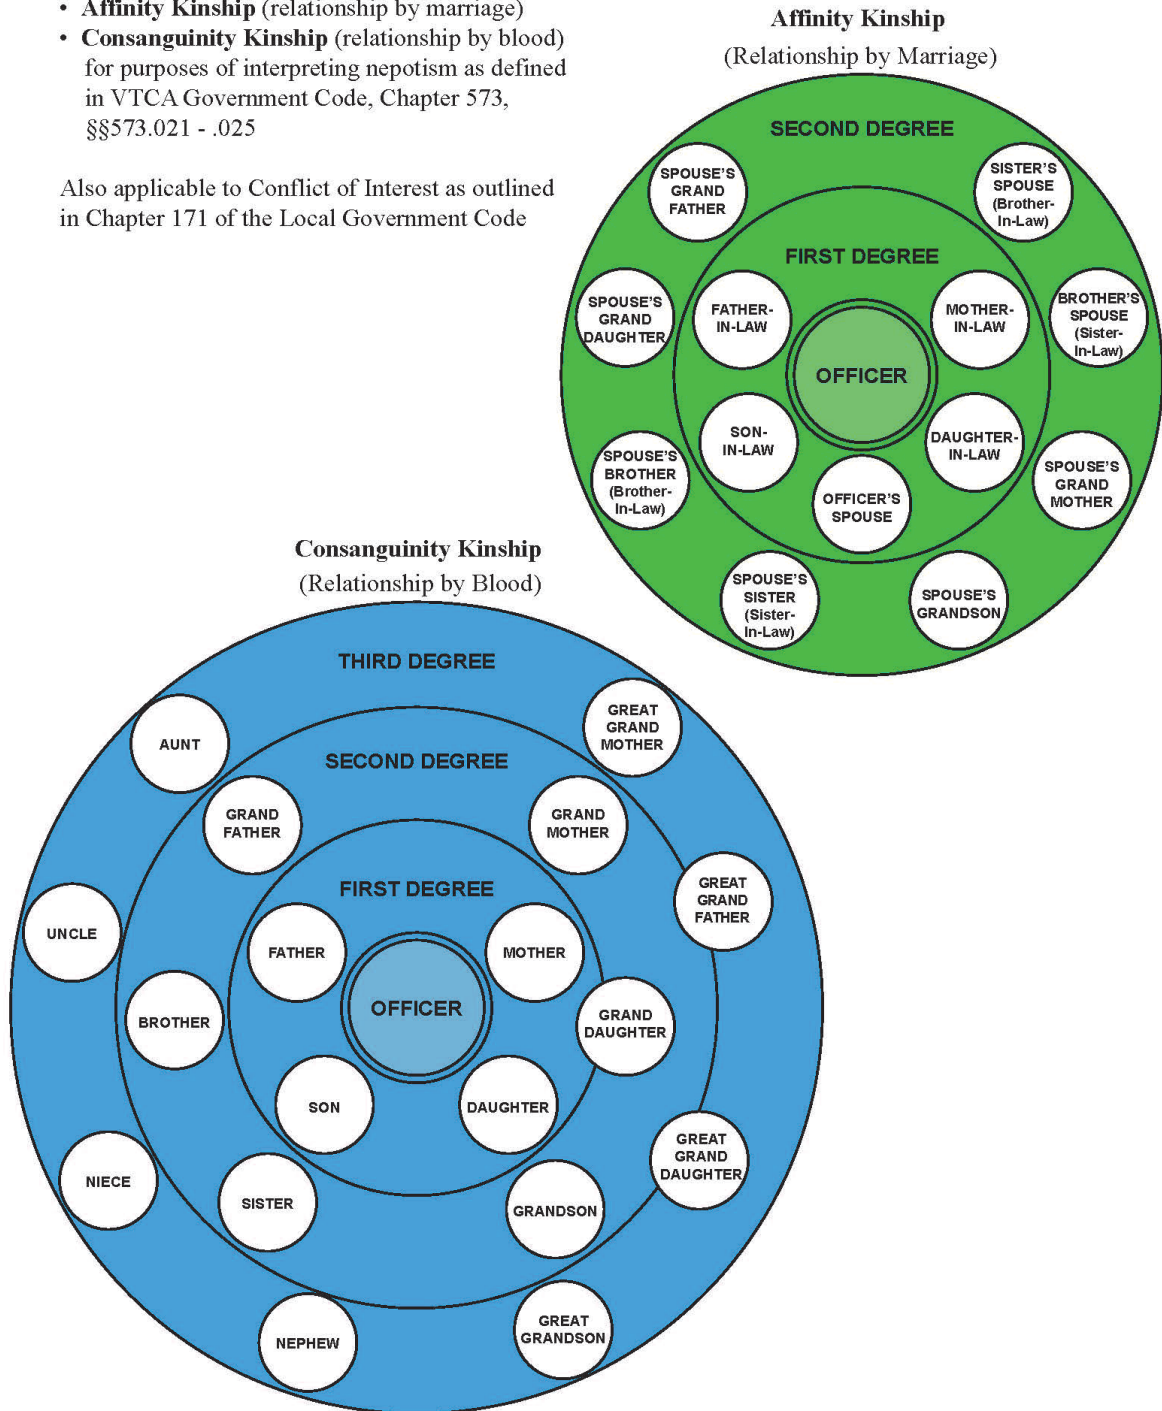 • Affinity Kinship (relationship by marriage)
• Consanguinity Kinship (relationship by blood)
for purposes of interpreting nepotism as defined
in VTCA Government Code, Chapter 573,
§§573.021 - .025
Also applicable to Conflict of Interest as outlined
in Chapter 171 of the Local Government Code
Affinity Kinship
(Relationship by Marriage)
SECOND DEGREE
SPOUSE'S
GRAND
FATHER
SISTER'S
SPOUSE
(Brother-
In-Law)
FIRST DEGREE
SPOUSE'S
GRAND
DAUGHTER
FATHER-
IN-LAW
MOTHER-
IN-LAW
BROTHER'S
SPOUSE
(Sister-
In-Law)
OFFICER
SON-
IN-LAW
DAUGHTER-
IN-LAW
SPOUSE'S
BROTHER
(Brother-
In-Law)
OFFICER'S
SPOUSE
SPOUSE'S
GRAND
MOTHER
SPOUSE'S
SISTER
(Sister-
In-Law)
SPOUSE'S
GRANDSON
Consanguinity Kinship
(Relationship by Blood)
THIRD DEGREE
AUNT
GREAT
GRAND
MOTHER
SECOND DEGREE
GRAND
FATHER
GRAND
MOTHER
FIRST DEGREE
GREAT
GRAND
FATHER
UNCLE
FATHER
MOTHER
OFFICER
BROTHER
GRAND
DAUGHTER
SON
DAUGHTER
GREAT
GRAND
DAUGHTER
NIECE
SISTER
GRANDSON
NEPHEW
GREAT
GRANDSON